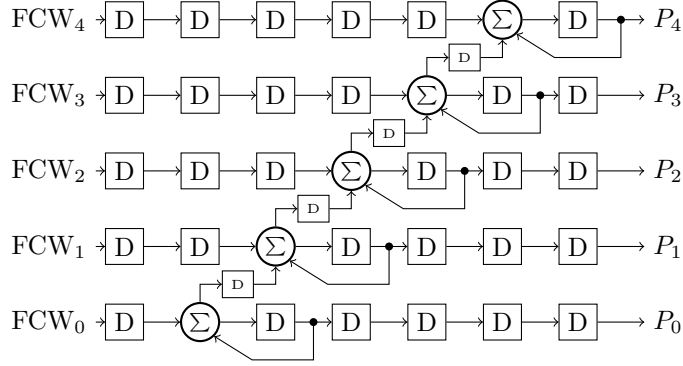 FCW₄ D D D D D Σ D P₄
D
FCW₃ D D D D Σ D D P₃
D
FCW₂ D D D Σ D D D P₂
D
FCW₁ D D Σ D D D D P₁
D
FCW₀ D Σ D D D D D P₀